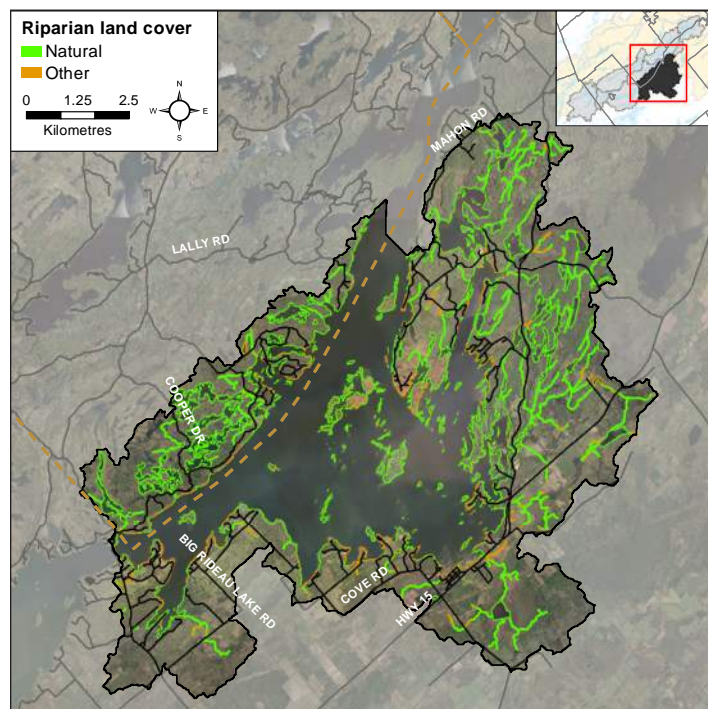 Riparian land cover
Natural
Other
0 1.25 2.5
Kilometres
N
W E
S
MAHON RD
LALLY RD
COOPER DR
BIG RIDEAU LAKE RD
COVE RD
HWY 15